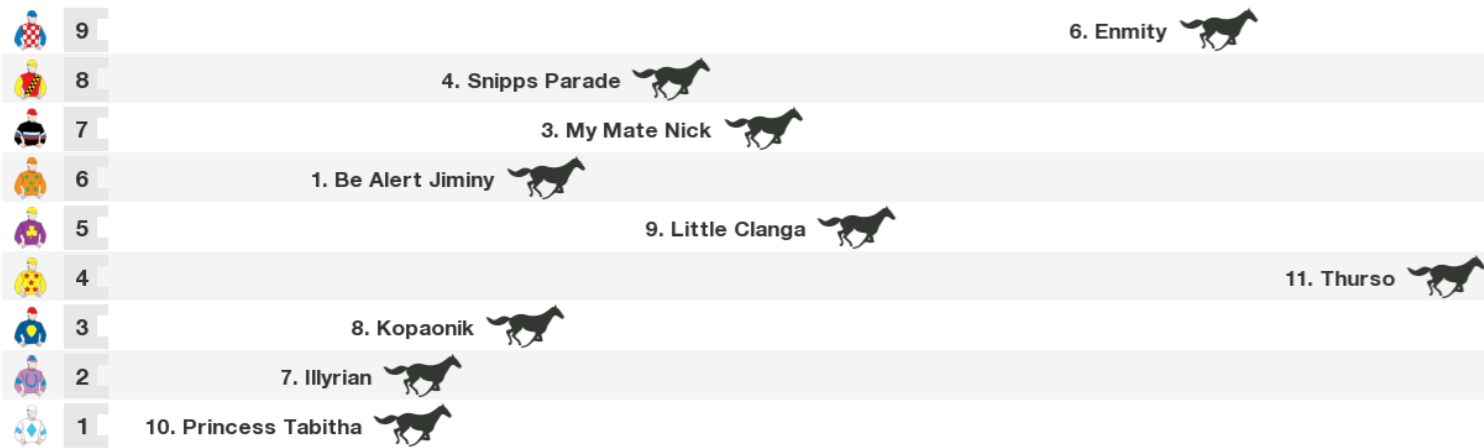 9 6. Enmity
8 4. Snipps Parade
7 3. My Mate Nick
6 1. Be Alert Jiminy
5 9. Little Clanga
4 11. Thurso
3 8. Kopaonik
2 7. Illyrian
1 10. Princess Tabitha